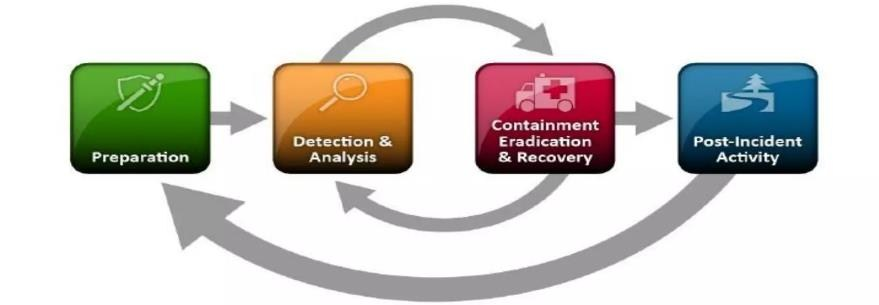 Preparation
Detection &
Analysis
Containment
Eradication
& Recovery
Post-Incident
Activity